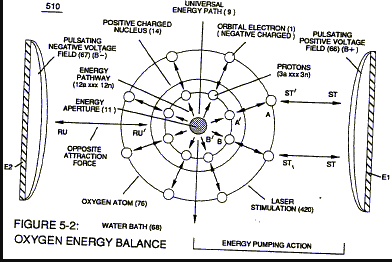 510
UNIVERSAL
ENERGY PATH ( 9 )
POSITIVE CHARGED
NUCLEUS (14)
ORBITAL ELECTRON (1)
( NEGATIVE CHARGED )
PULSATING
NEGATIVE VOLTAGE
FIELD (67) (B–)
PULSATING
POSITIVE VOLTAGE
FIELD (66) (B+)
ENERGY
PATHWAY
(12a xxx 12n)
PROTONS
(3a xxx 3n)
ENERGY
APERTURE (11)
A'
A
ST'
ST
RU
RU'
B'
B
OPPOSITE
ATTRACTION
FORCE
ST
ST
E2
E1
OXYGEN ATOM (76)
LASER
STIMULATION (420)
FIGURE 5-2:
WATER BATH (68)
OXYGEN ENERGY BALANCE
ENERGY PUMPING ACTION